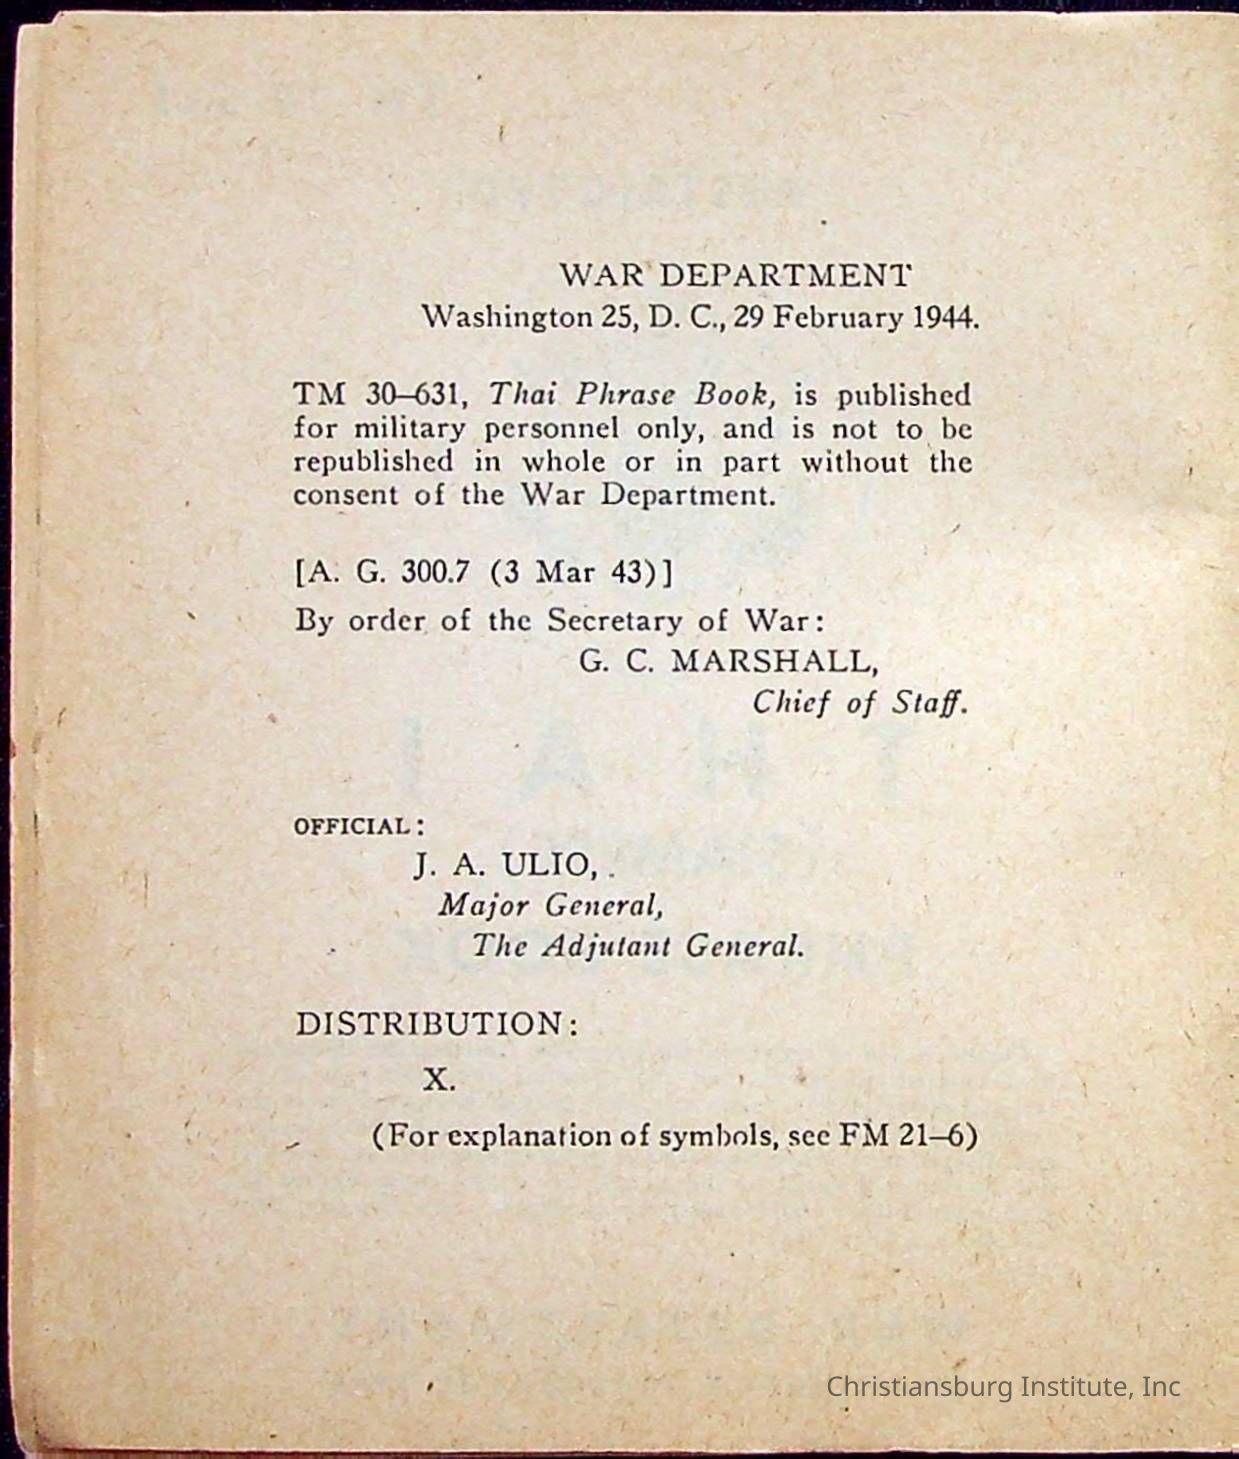 WAR DEPARTMENT
Washington 25, D. C., 29 February 1944.
TM 30–631, Thai Phrase Book, is published
for military personnel only, and is not to be
republished in whole or in part without the
consent of the War Department.
[A. G. 300.7 (3 Mar 43)]
By order of the Secretary of War:
G. C. MARSHALL,
Chief of Staff.
OFFICIAL:
J. A. ULIO,
Major General,
The Adjutant General.
DISTRIBUTION:
X.
(For explanation of symbols, see FM 21–6)
Christiansburg Institute, Inc